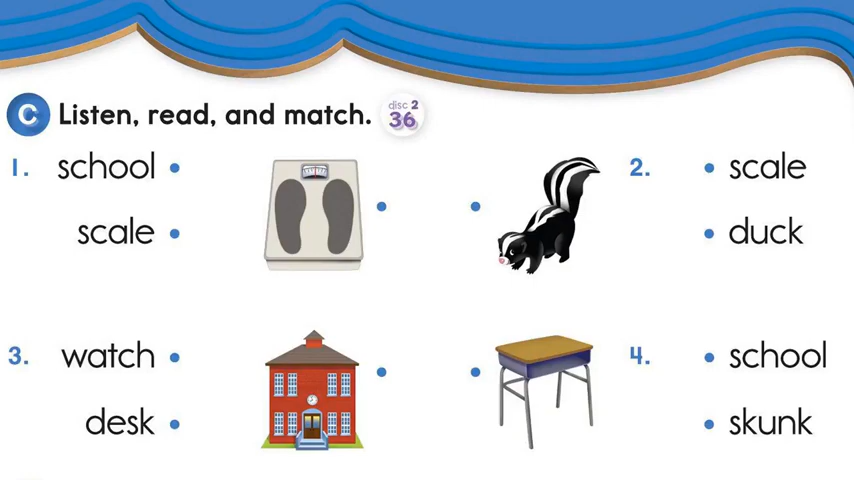 C Listen, read, and match. disc 2 36
1. school
scale
2. scale
duck
3. watch
desk
4. school
skunk